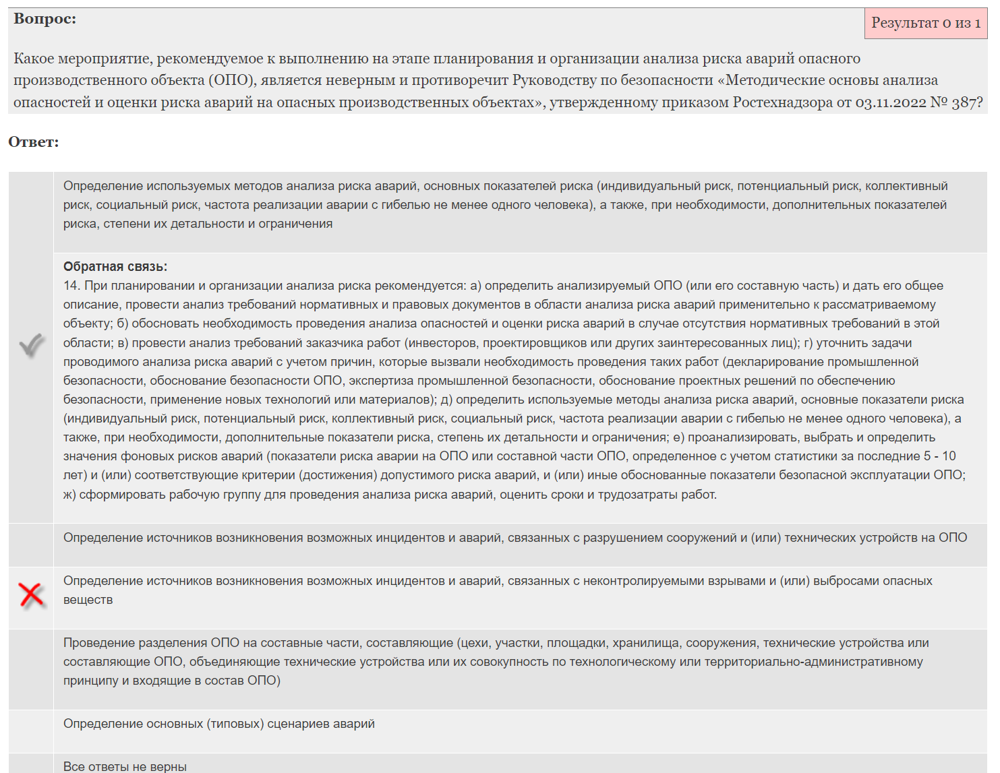 Вопрос:
Результат 0 из 1
Какое мероприятие, рекомендуемое к выполнению на этапе планирования и организации анализа риска аварий опасного
производственного объекта (ОПО), является неверным и противоречит Руководству по безопасности «Методические основы анализа
опасностей и оценки риска аварий на опасных производственных объектах», утвержденному приказом Ростехнадзора от 03.11.2022 № 387?
Ответ:
Определение используемых методов анализа риска аварий, основных показателей риска (индивидуальный риск, потенциальный риск, коллективный
риск, социальный риск, частота реализации аварии с гибелью не менее одного человека), а также, при необходимости, дополнительных показателей
риска, степени их детальности и ограничения
Обратная связь:
14. При планировании и организации анализа риска рекомендуется: а) определить анализируемый ОПО (или его составную часть) и дать его общее
описание, провести анализ требований нормативных и правовых документов в области анализа риска аварий применительно к рассматриваемому
объекту; б) обосновать необходимость проведения анализа опасностей и оценки риска аварий в случае отсутствия нормативных требований в этой
области; в) провести анализ требований заказчика работ (инвесторов, проектировщиков или других заинтересованных лиц); г) уточнить задачи
проводимого анализа риска аварий с учетом причин, которые вызвали необходимость проведения таких работ (декларирование промышленной
безопасности, обоснование безопасности ОПО, экспертиза промышленной безопасности, обоснование проектных решений по обеспечению
безопасности, применение новых технологий или материалов); д) определить используемые методы анализа риска аварий, основные показатели риска
(индивидуальный риск, потенциальный риск, коллективный риск, социальный риск, частота реализации аварии с гибелью не менее одного человека), а
также, при необходимости, дополнительные показатели риска, степень их детальности и ограничения; е) проанализировать, выбрать и определить
значения фоновых рисков аварий (показатели риска аварии на ОПО или составной части ОПО, определенное с учетом статистики за последние 5 - 10
лет) и (или) соответствующие критерии (достижения) допустимого риска аварий, и (или) иные обоснованные показатели безопасной эксплуатации ОПО;
ж) сформировать рабочую группу для проведения анализа риска аварий, оценить сроки и трудозатраты работ.
Определение источников возникновения возможных инцидентов и аварий, связанных с разрушением сооружений и (или) технических устройств на ОПО
Определение источников возникновения возможных инцидентов и аварий, связанных с неконтролируемыми взрывами и (или) выбросами опасных
веществ
Проведение разделения ОПО на составные части, составляющие (цехи, участки, площадки, хранилища, сооружения, технические устройства или
составляющие ОПО, объединяющие технические устройства или их совокупность по технологическому или территориально-административному
принципу и входящие в состав ОПО)
Определение основных (типовых) сценариев аварий
Все ответы не верны